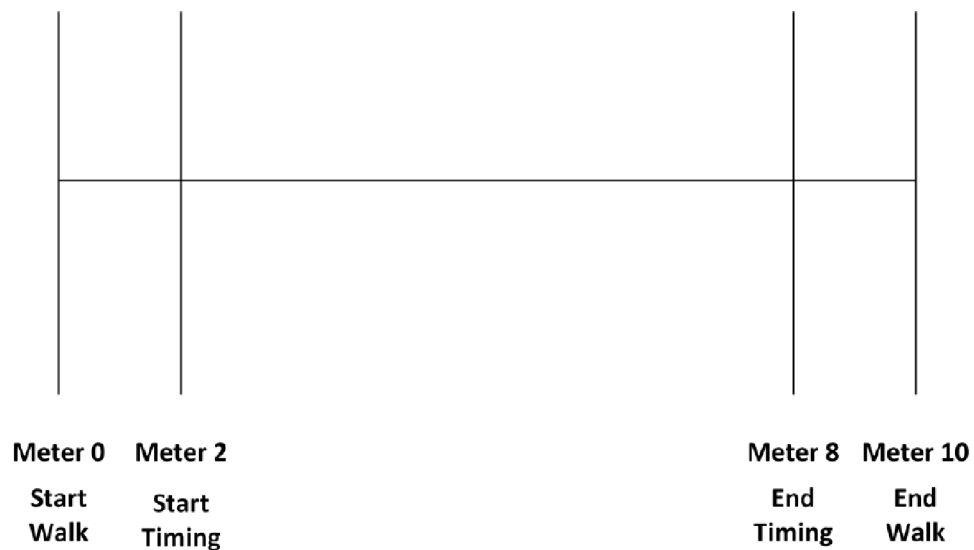 Meter 0 Meter 2 Meter 8 Meter 10
Start Start End End
Walk Timing Timing Walk